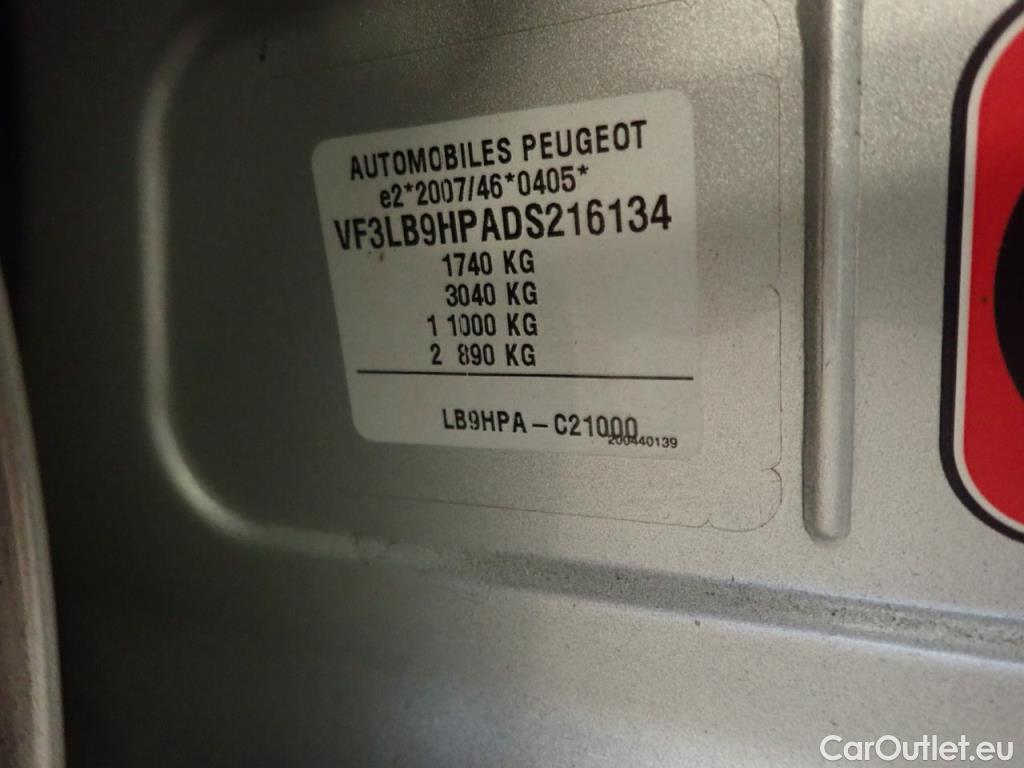 AUTOMOBILES PEUGEOT
e2*2007/46*0405*
VF3LB9HPADS216134
1740 KG
3040 KG
1 1000 KG
2 890 KG
LB9HPA-C21000
200440139
CarOutlet.eu